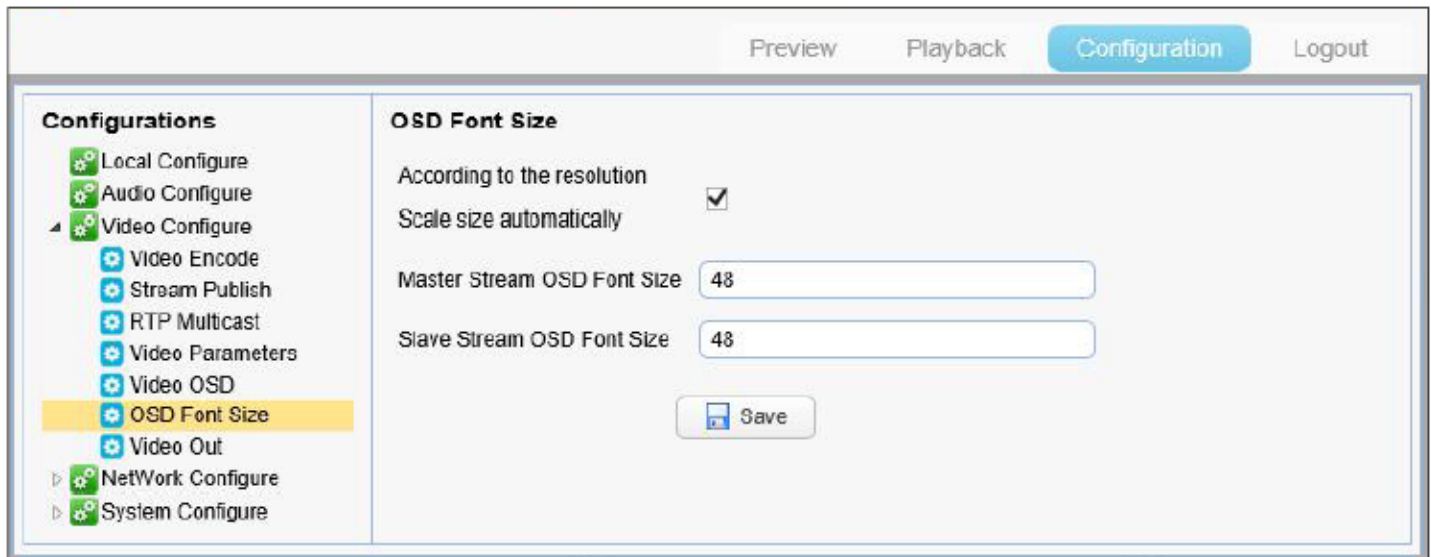 Preview Playback Configuration Logout
Configurations
Local Configure
Audio Configure
Video Configure
Video Encode
Stream Publish
RTP Multicast
Video Parameters
Video OSD
OSD Font Size
Video Out
NetWork Configure
System Configure
OSD Font Size
According to the resolution
Scale size automatically
Master Stream OSD Font Size 48
Slave Stream OSD Font Size 48
Save